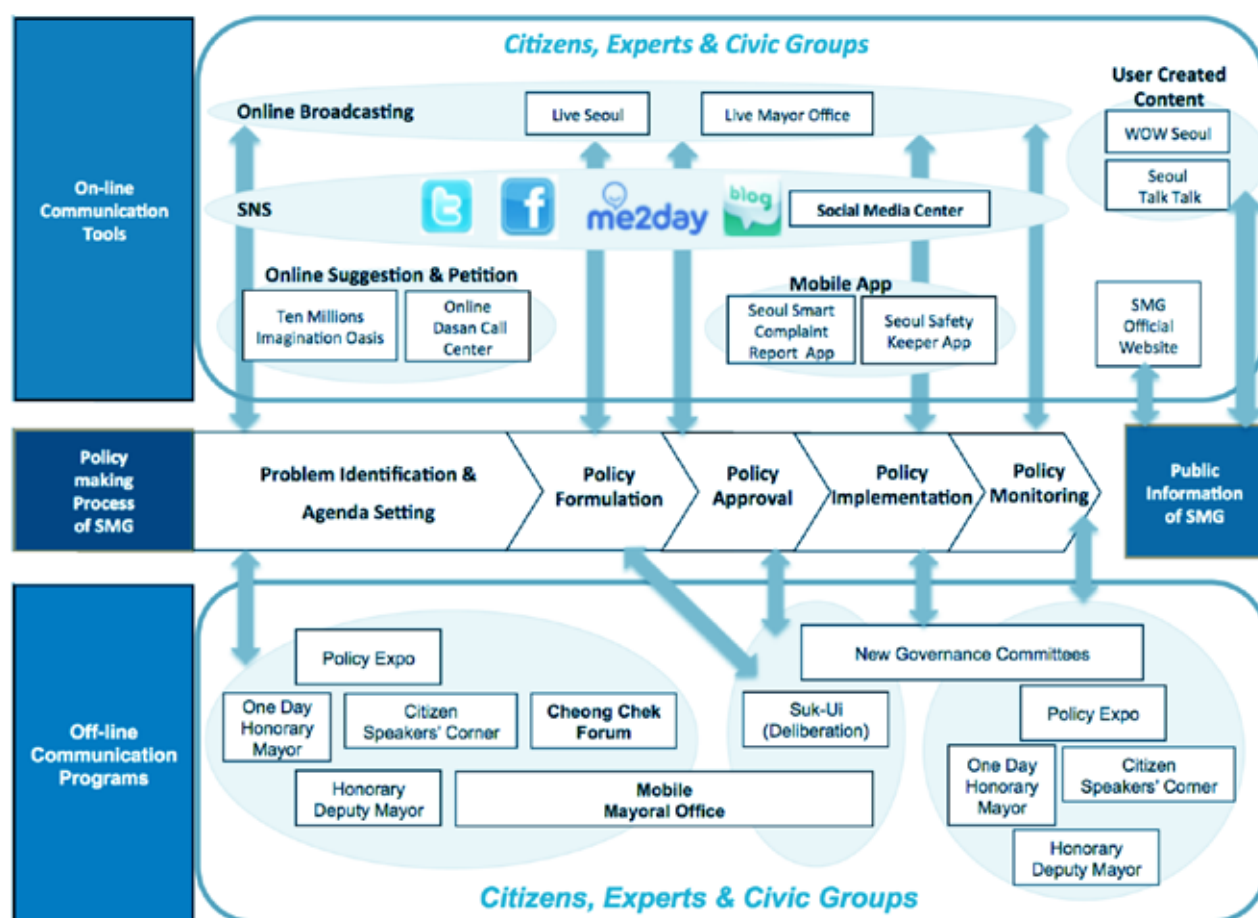 Citizens, Experts & Civic Groups
On-line
Communication
Tools
Online Broadcasting
Live Seoul
Live Mayor Office
User Created
Content
WOW Seoul
Seoul
Talk Talk
SNS
me2day
blog
Social Media Center
Online Suggestion & Petition
Ten Millions
Imagination Oasis
Online
Dasan Call
Center
Mobile App
Seoul Smart
Complaint
Report App
Seoul Safety
Keeper App
SMG
Official
Website
Policy
making
Process
of SMG
Problem Identification &
Agenda Setting
Policy
Formulation
Policy
Approval
Policy
Implementation
Policy
Monitoring
Public
Information
of SMG
Off-line
Communication
Programs
Policy Expo
One Day
Honorary
Mayor
Citizen
Speakers' Corner
Cheong Chek
Forum
Honorary
Deputy Mayor
Mobile
Mayoral Office
Suk-Ui
(Deliberation)
New Governance Committees
Policy Expo
One Day
Honorary
Mayor
Citizen
Speakers' Corner
Honorary
Deputy Mayor
Citizens, Experts & Civic Groups